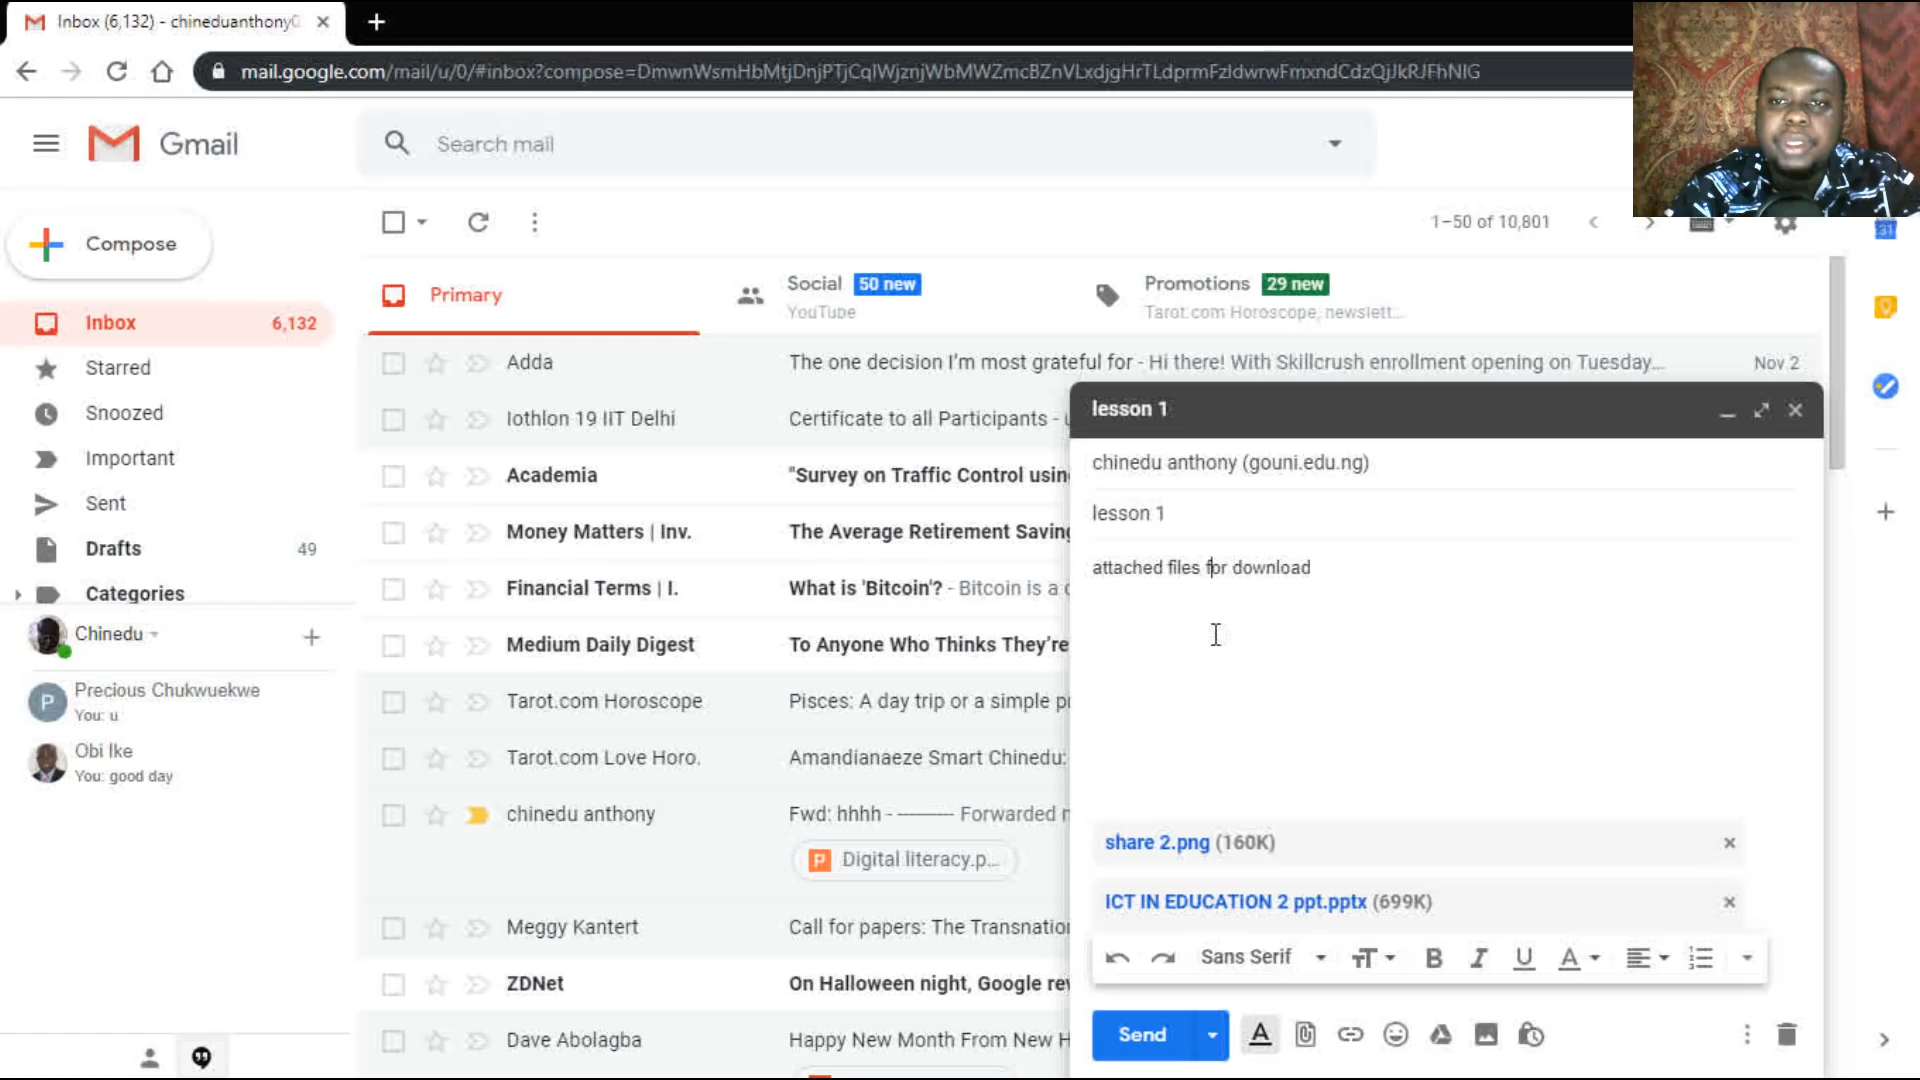 Inbox (6,132) - chineduanthony
mail.google.com/mail/u/0/#inbox?compose=
Gmail
Search mail
Compose
1–50 of 10,801
31
Inbox 6,132
Starred
Snoozed
Important
Sent
Drafts 49
Categories
Chinedu
P
Precious Chukwuekwe
You: u
Obi Ike
You: good day
Primary
Social 50 new
YouTube
Promotions 29 new
Tarot.com Horoscope, newslett...
Adda The one decision I'm most grateful for - Hi there! With Skillcrush enrollment opening on Tuesday... Nov 2
Iothlon 19 IIT Delhi Certificate to all Participants -
Academia "Survey on Traffic Control using
Money Matters | Inv. The Average Retirement Saving
Financial Terms | I. What is 'Bitcoin'? - Bitcoin is a
Medium Daily Digest To Anyone Who Thinks They're
Tarot.com Horoscope Pisces: A day trip or a simple
Tarot.com Love Horo. Amandianaeze Smart Chinedu:
chinedu anthony Fwd: hhhh - ---------- Forwarded
P Digital literacy.p...
Meggy Kantert Call for papers: The Transnatio
ZDNet On Halloween night, Google re
Dave Abolagba Happy New Month From New H
lesson 1
chinedu anthony (gouni.edu.ng)
lesson 1
attached files for download
share 2.png (160K)
ICT IN EDUCATION 2 ppt.pptx (699K)
Sans Serif
B I U A
Send A